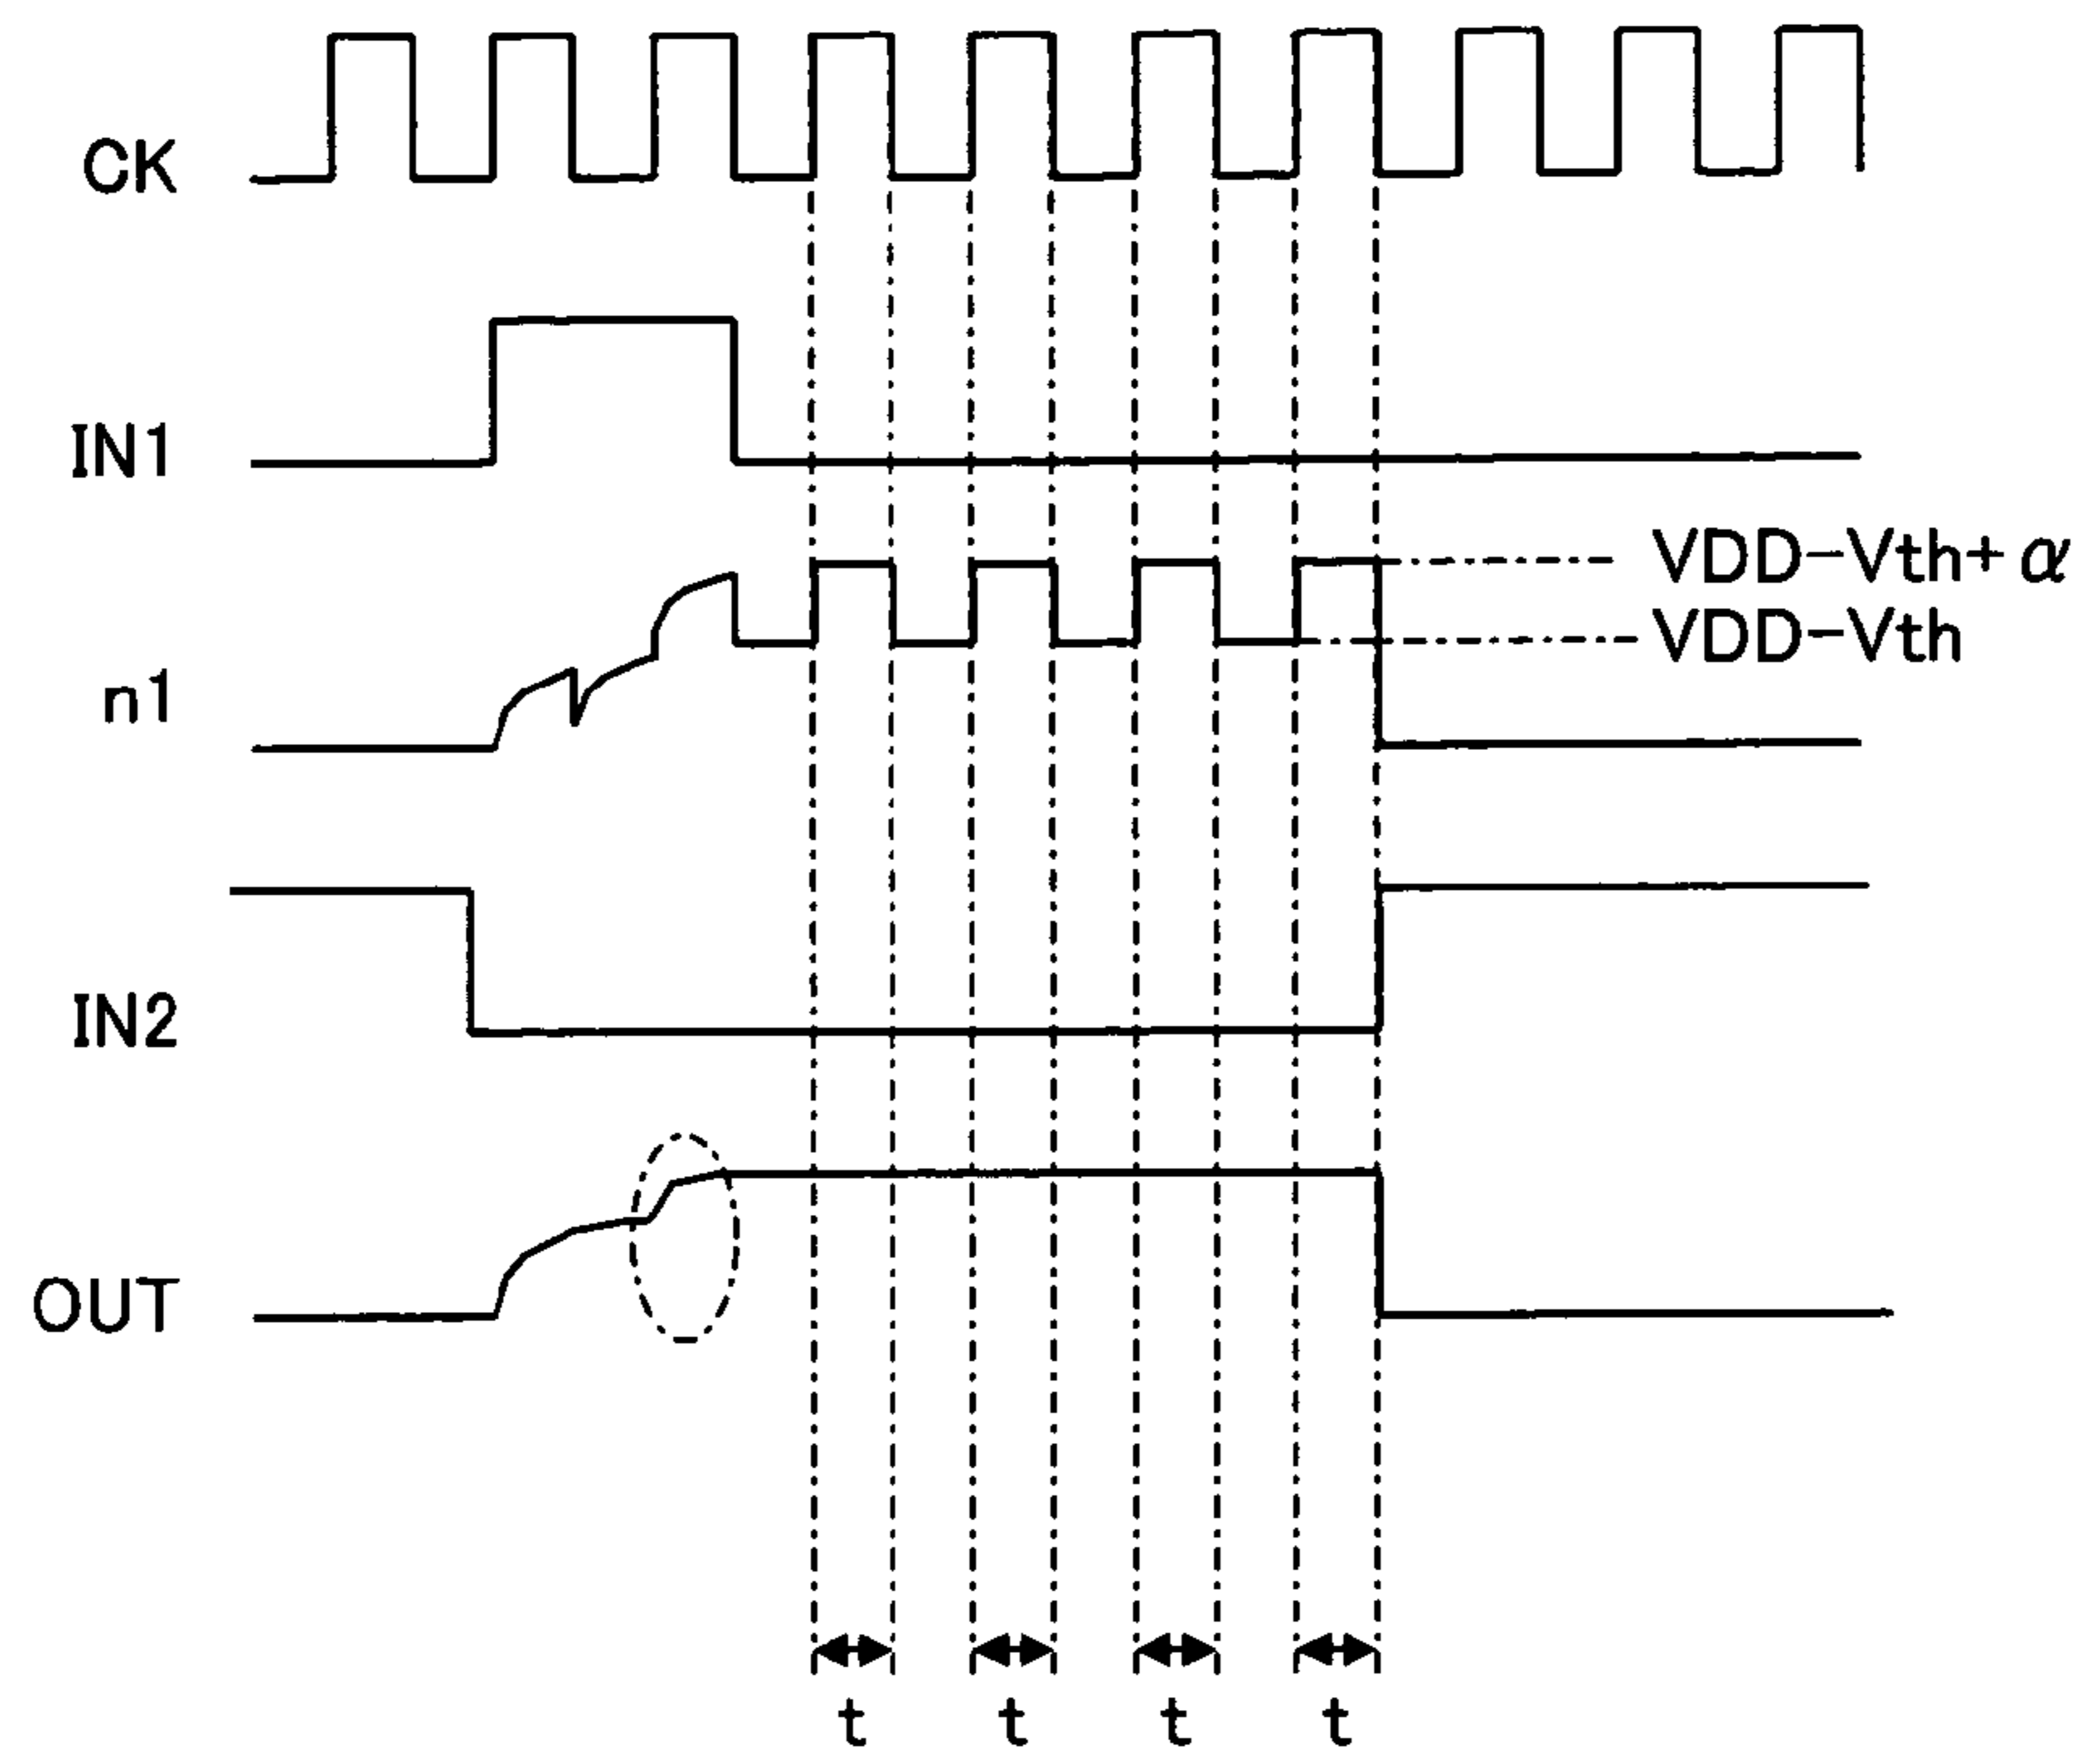 CK
IN1
VDD-Vth+α
VDD-Vth
n1
IN2
OUT
t t t t